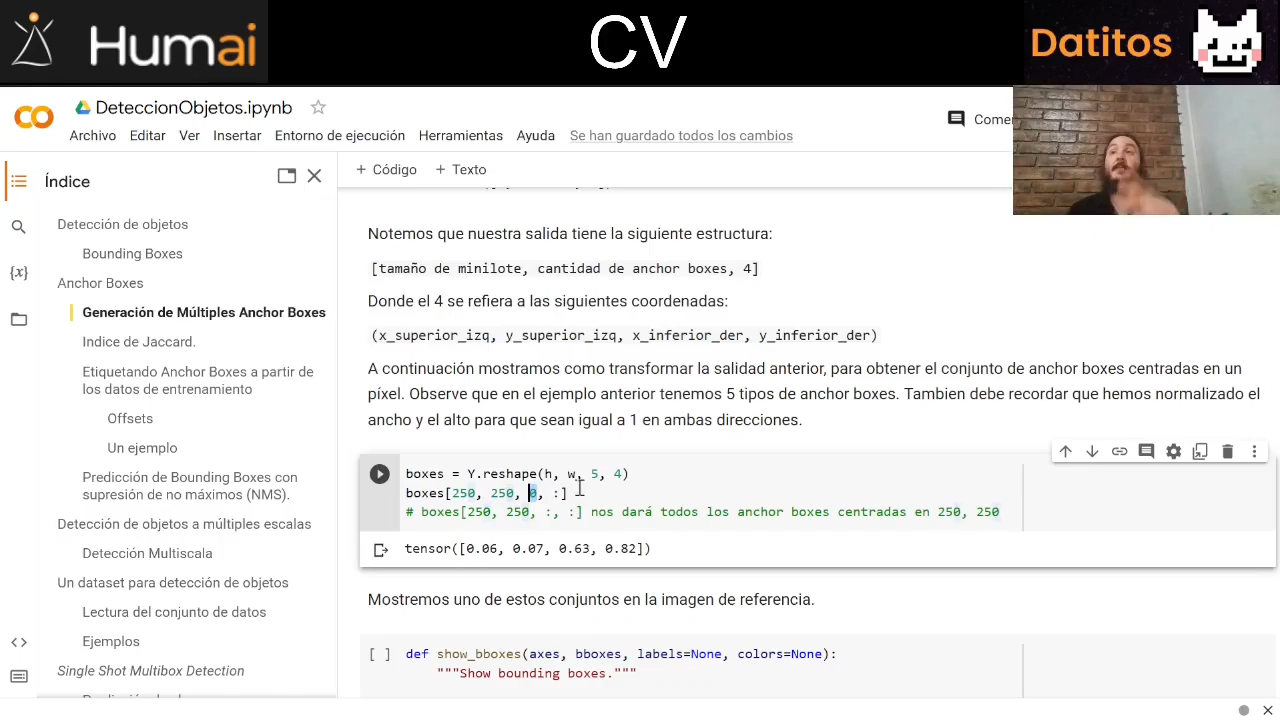 Humai
CV
Datitos
DeteccionObjetos.ipynb
Archivo Editar Ver Insertar Entorno de ejecución Herramientas Ayuda Se han guardado todos los cambios
Índice
+ Código + Texto
Detección de objetos
Bounding Boxes
Anchor Boxes
Generación de Múltiples Anchor Boxes
Indice de Jaccard.
Etiquetando Anchor Boxes a partir de
los datos de entrenamiento
Offsets
Un ejemplo
Predicción de Bounding Boxes con
supresión de no máximos (NMS).
Detección de objetos a múltiples escalas
Detección Multiscala
Un dataset para detección de objetos
Lectura del conjunto de datos
Ejemplos
Single Shot Multibox Detection
Notemos que nuestra salida tiene la siguiente estructura:
[tamaño de minilote, cantidad de anchor boxes, 4]
Donde el 4 se refiera a las siguientes coordenadas:
(x_superior_izq, y_superior_izq, x_inferior_der, y_inferior_der)
A continuación mostramos como transformar la salidad anterior, para obtener el conjunto de anchor boxes centradas en un
píxel. Observe que en el ejemplo anterior tenemos 5 tipos de anchor boxes. Tambien debe recordar que hemos normalizado el
ancho y el alto para que sean igual a 1 en ambas direcciones.
boxes = Y.reshape(h, w, 5, 4)
boxes[250, 250, 0, :]
# boxes[250, 250, :, :] nos dará todos los anchor boxes centradas en 250, 250
tensor([0.06, 0.07, 0.63, 0.82])
Mostremos uno de estos conjuntos en la imagen de referencia.
[ ] def show_bboxes(axes, bboxes, labels=None, colors=None):
"""Show bounding boxes."""